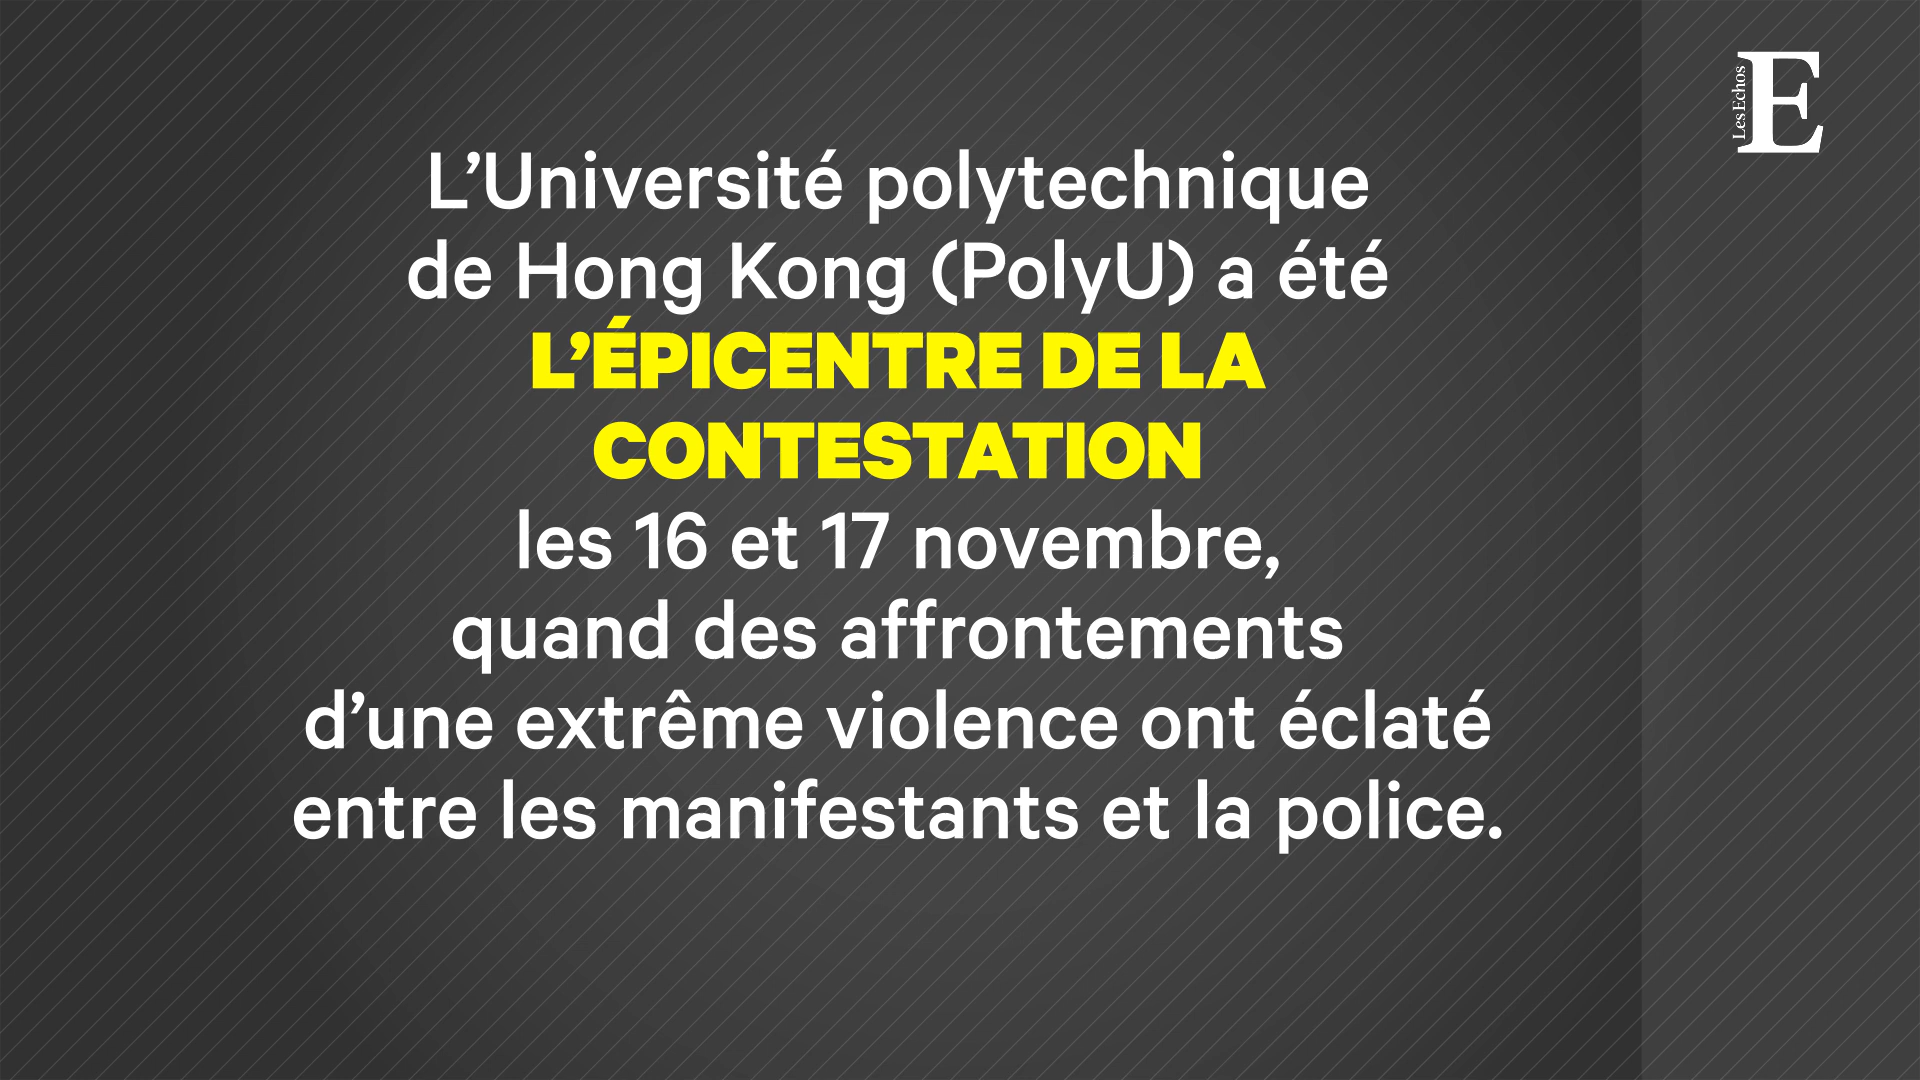 Les Echos
E
L’Université polytechnique
de Hong Kong (PolyU) a été
L’ÉPICENTRE DE LA
CONTESTATION
les 16 et 17 novembre,
quand des affrontements
d’une extrême violence ont éclaté
entre les manifestants et la police.